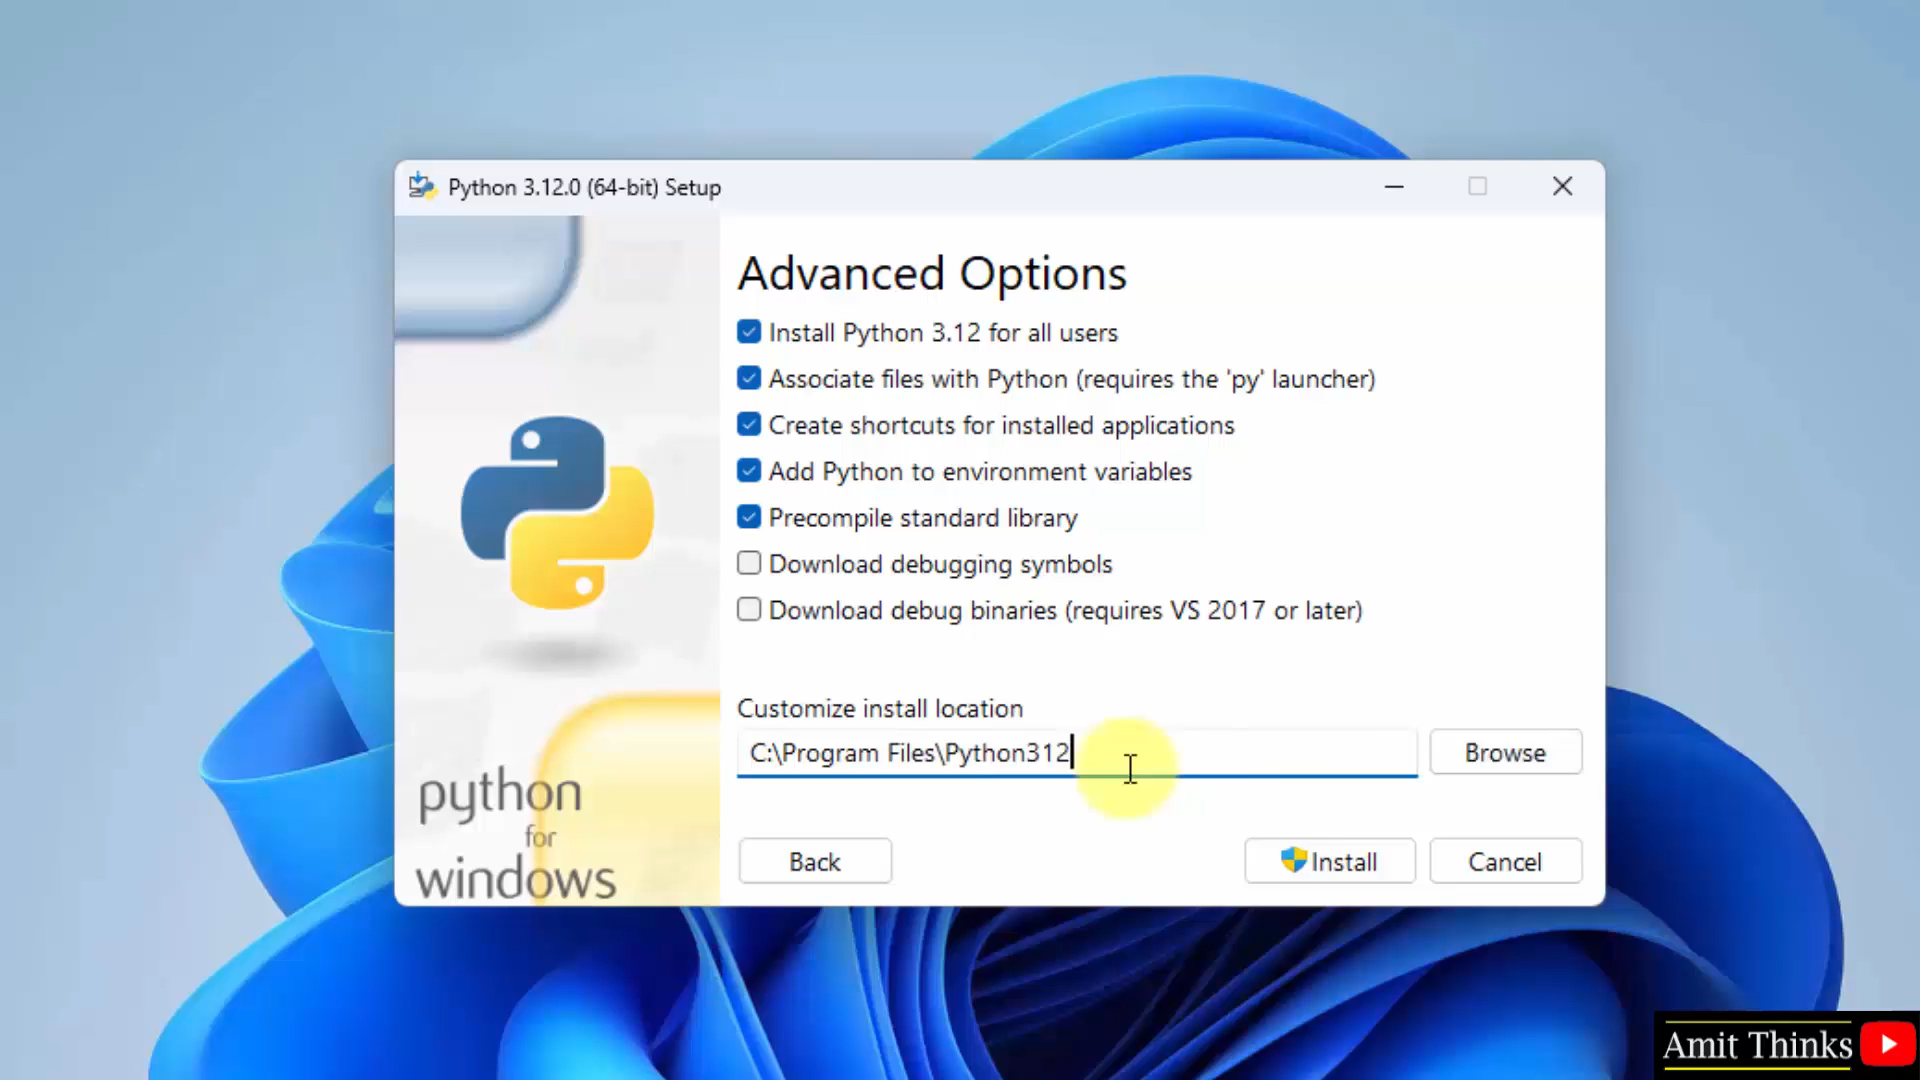 Python 3.12.0 (64-bit) Setup
Advanced Options
Install Python 3.12 for all users
Associate files with Python (requires the 'py' launcher)
Create shortcuts for installed applications
Add Python to environment variables
Precompile standard library
Download debugging symbols
Download debug binaries (requires VS 2017 or later)
Customize install location
C:\Program Files\Python312
Browse
python
for
windows
Back
Install
Cancel
Amit Thinks